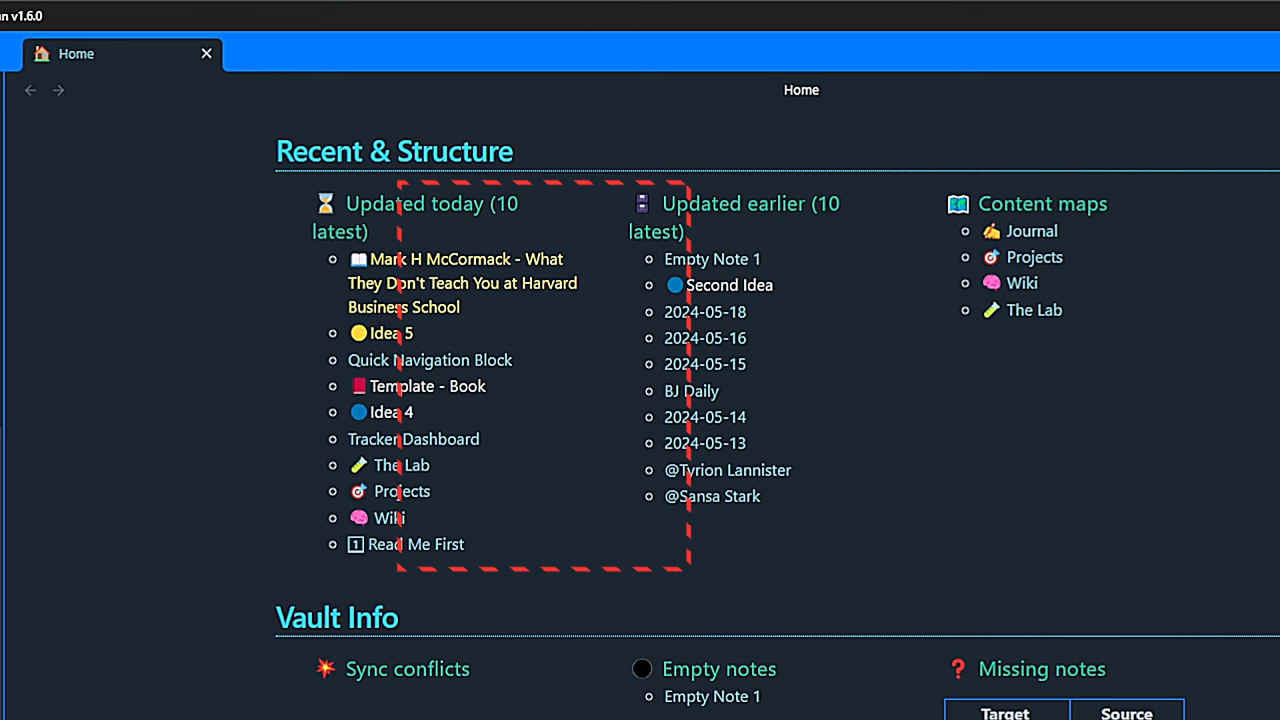 un v1.6.0
Home
Home
Recent & Structure
Updated today (10
latest)
Mark H McCormack - What
They Don't Teach You at Harvard
Business School
Idea 5
Quick Navigation Block
Template - Book
Idea 4
Tracker Dashboard
The Lab
Projects
Wiki
1 Read Me First
Updated earlier (10
latest)
Empty Note 1
Second Idea
2024-05-18
2024-05-16
2024-05-15
BJ Daily
2024-05-14
2024-05-13
@Tyrion Lannister
@Sansa Stark
Content maps
Journal
Projects
Wiki
The Lab
Vault Info
Sync conflicts
Empty notes
Empty Note 1
Missing notes
Target Source